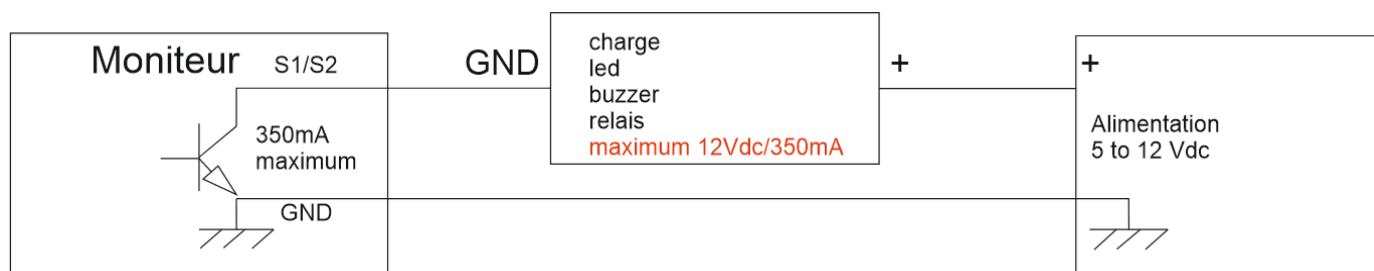 Moniteur S1/S2
350mA
maximum
GND
GND
charge
led
buzzer
relais
maximum 12Vdc/350mA
+
+
Alimentation
5 to 12 Vdc